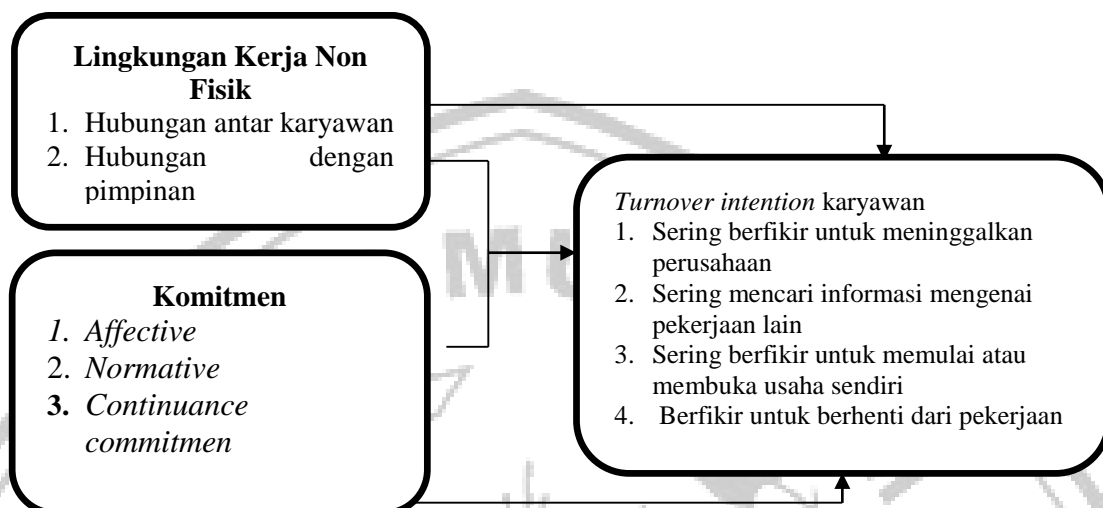 Lingkungan Kerja Non
Fisik
1. Hubungan antar karyawan
2. Hubungan dengan
pimpinan
Komitmen
1. Affective
2. Normative
3. Continuance
commitmen
Turnover intention karyawan
1. Sering berfikir untuk meninggalkan
perusahaan
2. Sering mencari informasi mengenai
pekerjaan lain
3. Sering berfikir untuk memulai atau
membuka usaha sendiri
4. Berfikir untuk berhenti dari pekerjaan